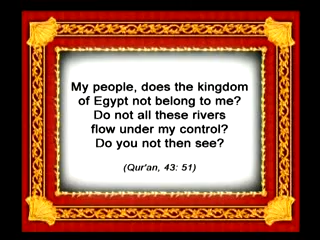 My people, does the kingdom
of Egypt not belong to me?
Do not all these rivers
flow under my control?
Do you not then see?
(Qur'an, 43: 51)